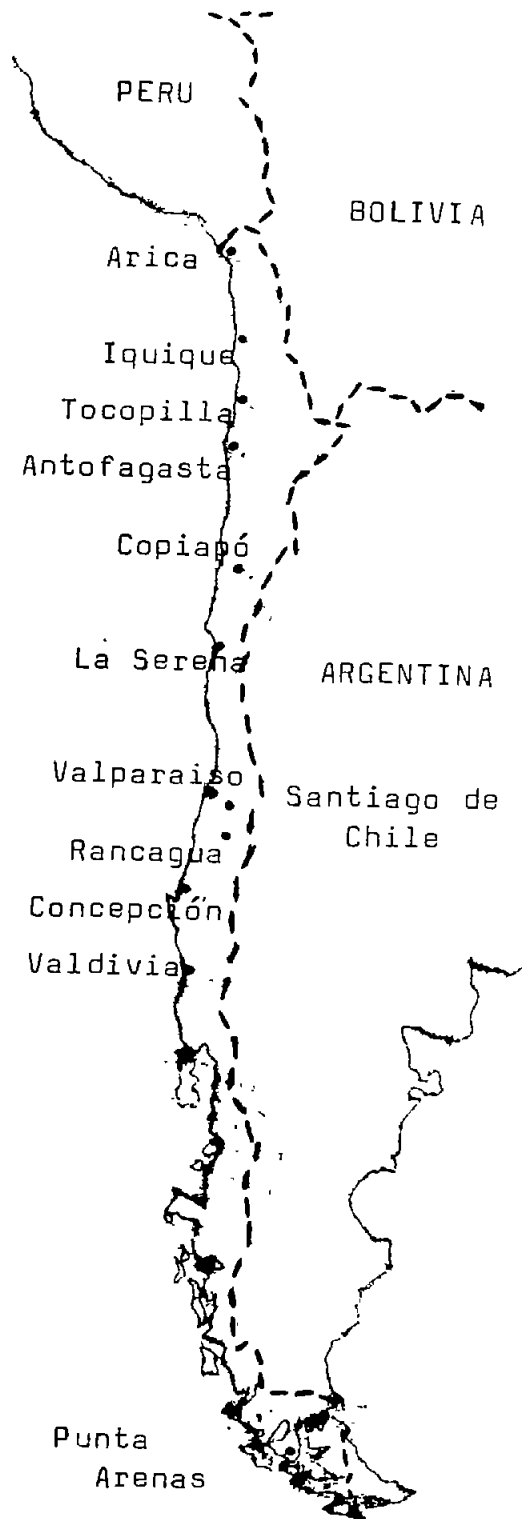 PERU
BOLIVIA
Arica
Iquique
Tocopilla
Antofagasta
Copiapó
La Serena
ARGENTINA
Valparaiso
Santiago de
Chile
Rancagua
Concepción
Valdivia
Punta
Arenas